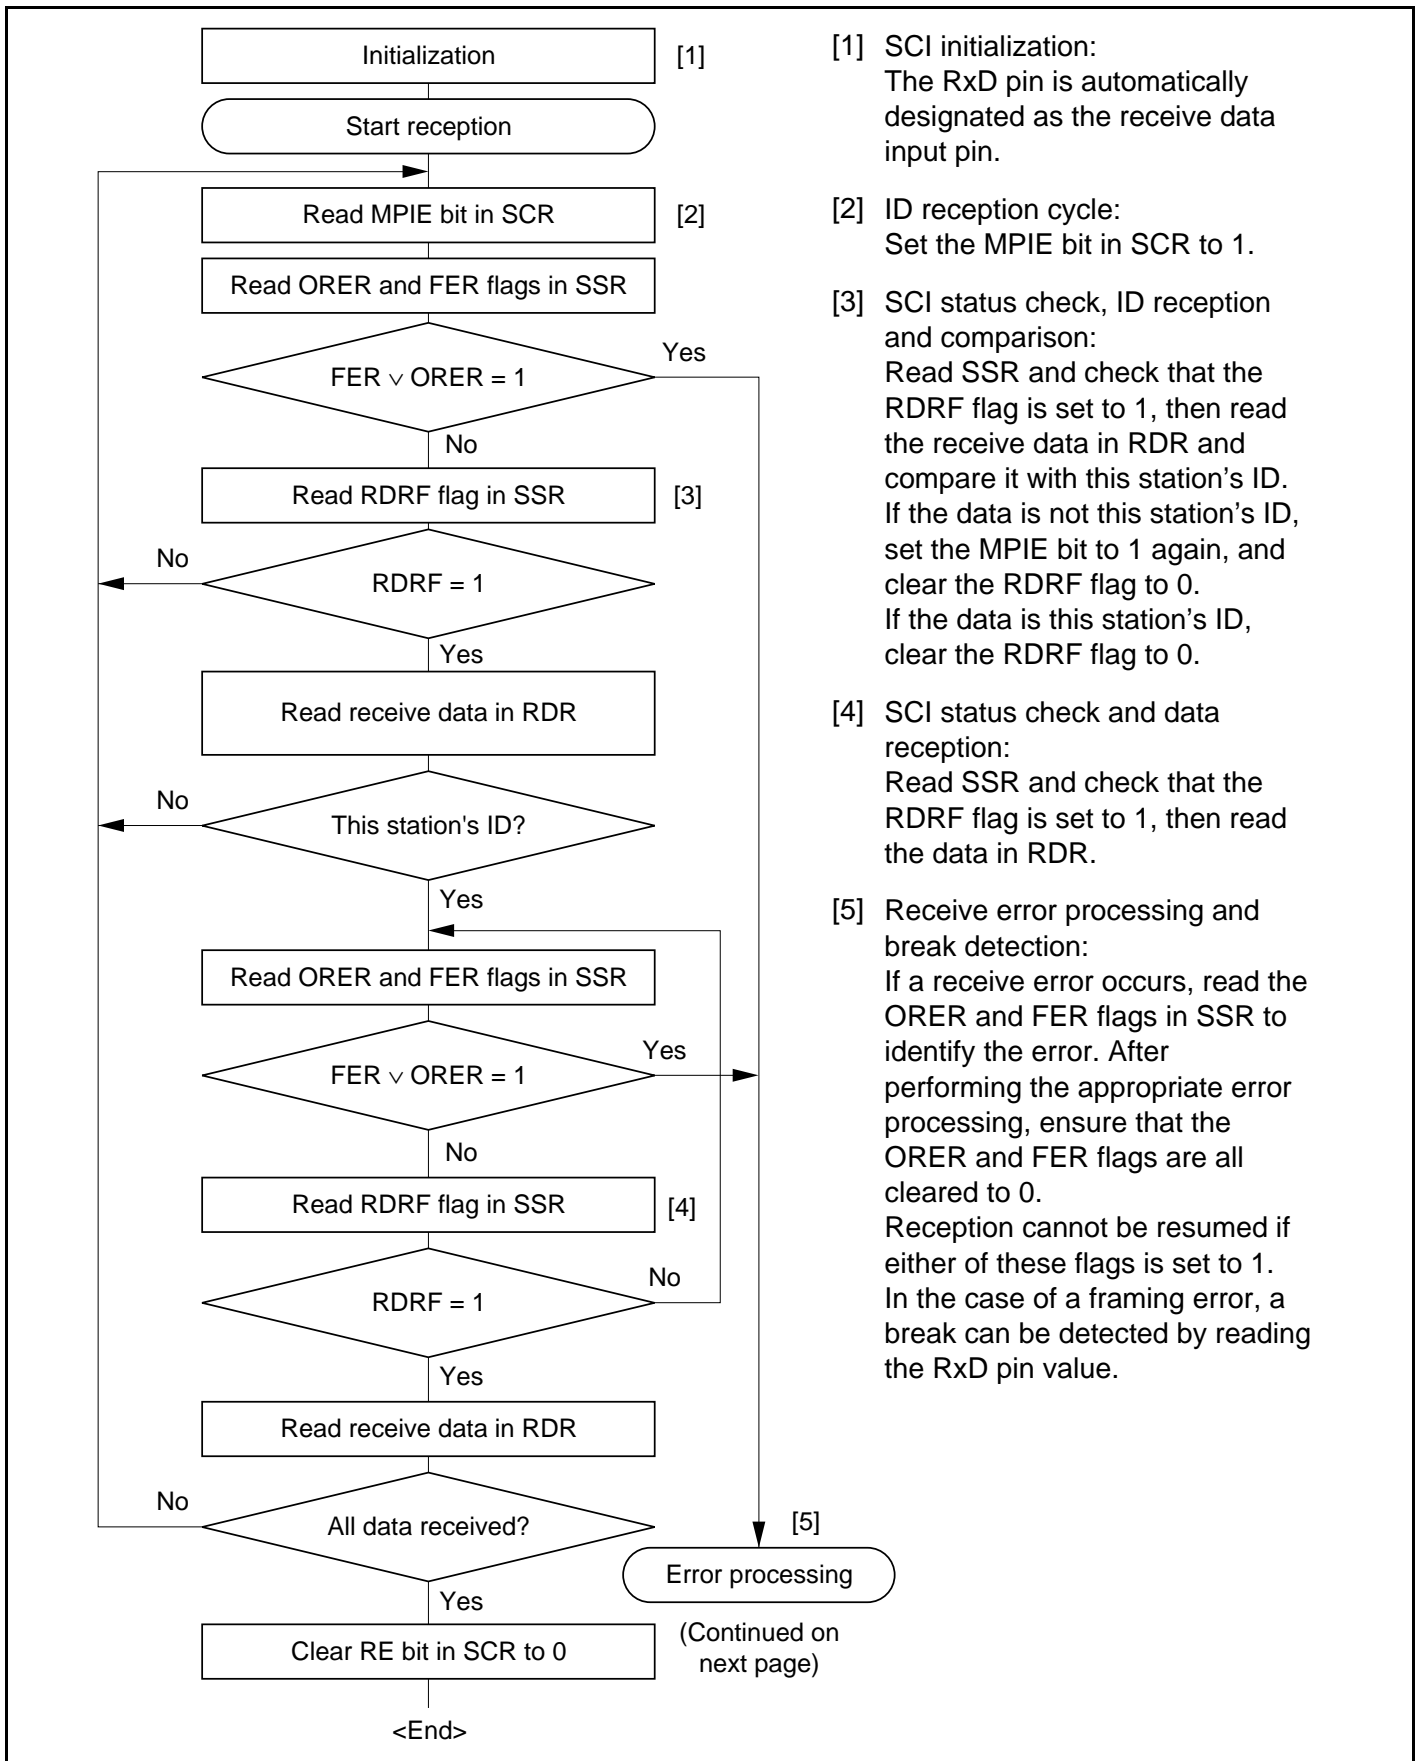 Initialization
[1]
Start reception
Read MPIE bit in SCR
[2]
Read ORER and FER flags in SSR
FER ∨ ORER = 1
Yes
No
Read RDRF flag in SSR
[3]
No
RDRF = 1
Yes
Read receive data in RDR
No
This station's ID?
Yes
Read ORER and FER flags in SSR
FER ∨ ORER = 1
Yes
No
Read RDRF flag in SSR
[4]
No
RDRF = 1
Yes
Read receive data in RDR
No
All data received?
[5]
Error processing
Yes
Clear RE bit in SCR to 0
(Continued on
next page)
<End>
[1] SCI initialization:
The RxD pin is automatically
designated as the receive data
input pin.
[2] ID reception cycle:
Set the MPIE bit in SCR to 1.
[3] SCI status check, ID reception
and comparison:
Read SSR and check that the
RDRF flag is set to 1, then read
the receive data in RDR and
compare it with this station’s ID.
If the data is not this station’s ID,
set the MPIE bit to 1 again, and
clear the RDRF flag to 0.
If the data is this station’s ID,
clear the RDRF flag to 0.
[4] SCI status check and data
reception:
Read SSR and check that the
RDRF flag is set to 1, then read
the data in RDR.
[5] Receive error processing and
break detection:
If a receive error occurs, read the
ORER and FER flags in SSR to
identify the error. After
performing the appropriate error
processing, ensure that the
ORER and FER flags are all
cleared to 0.
Reception cannot be resumed if
either of these flags is set to 1.
In the case of a framing error, a
break can be detected by reading
the RxD pin value.